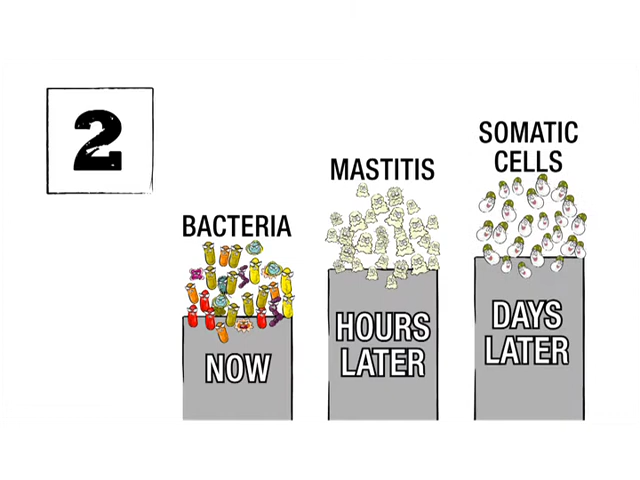 2
BACTERIA
NOW
MASTITIS
HOURS
LATER
SOMATIC
CELLS
DAYS
LATER